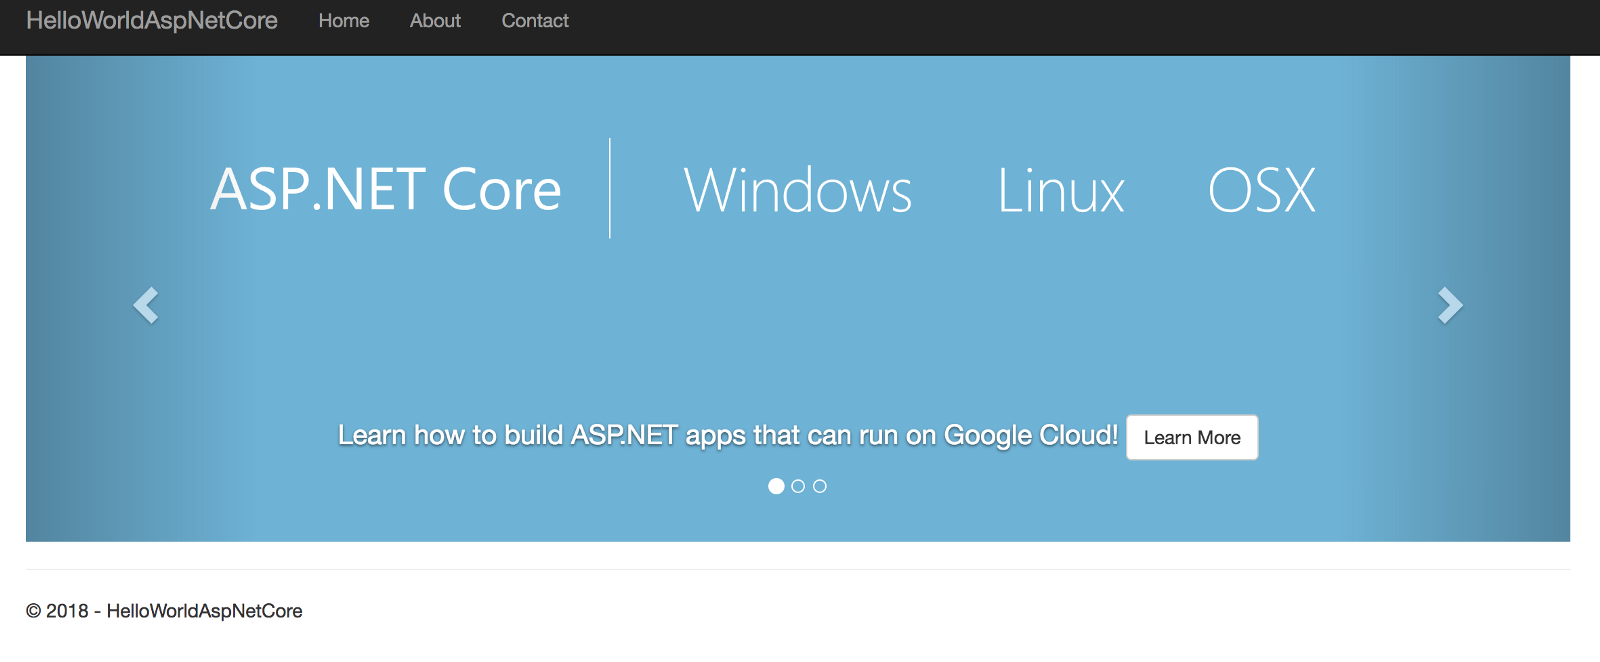 HelloWorldAspNetCore Home About Contact
ASP.NET Core Windows Linux OSX
Learn how to build ASP.NET apps that can run on Google Cloud! Learn More
© 2018 - HelloWorldAspNetCore